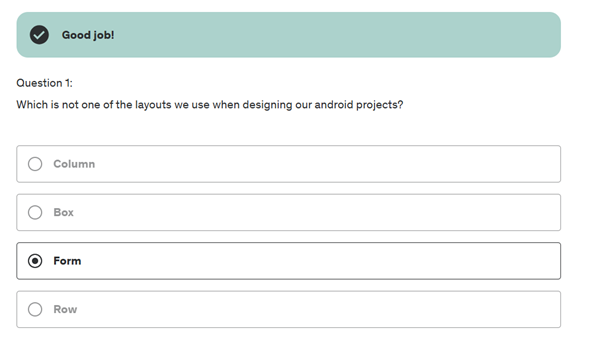 Good job!
Question 1:
Which is not one of the layouts we use when designing our android projects?
Column
Box
Form
Row